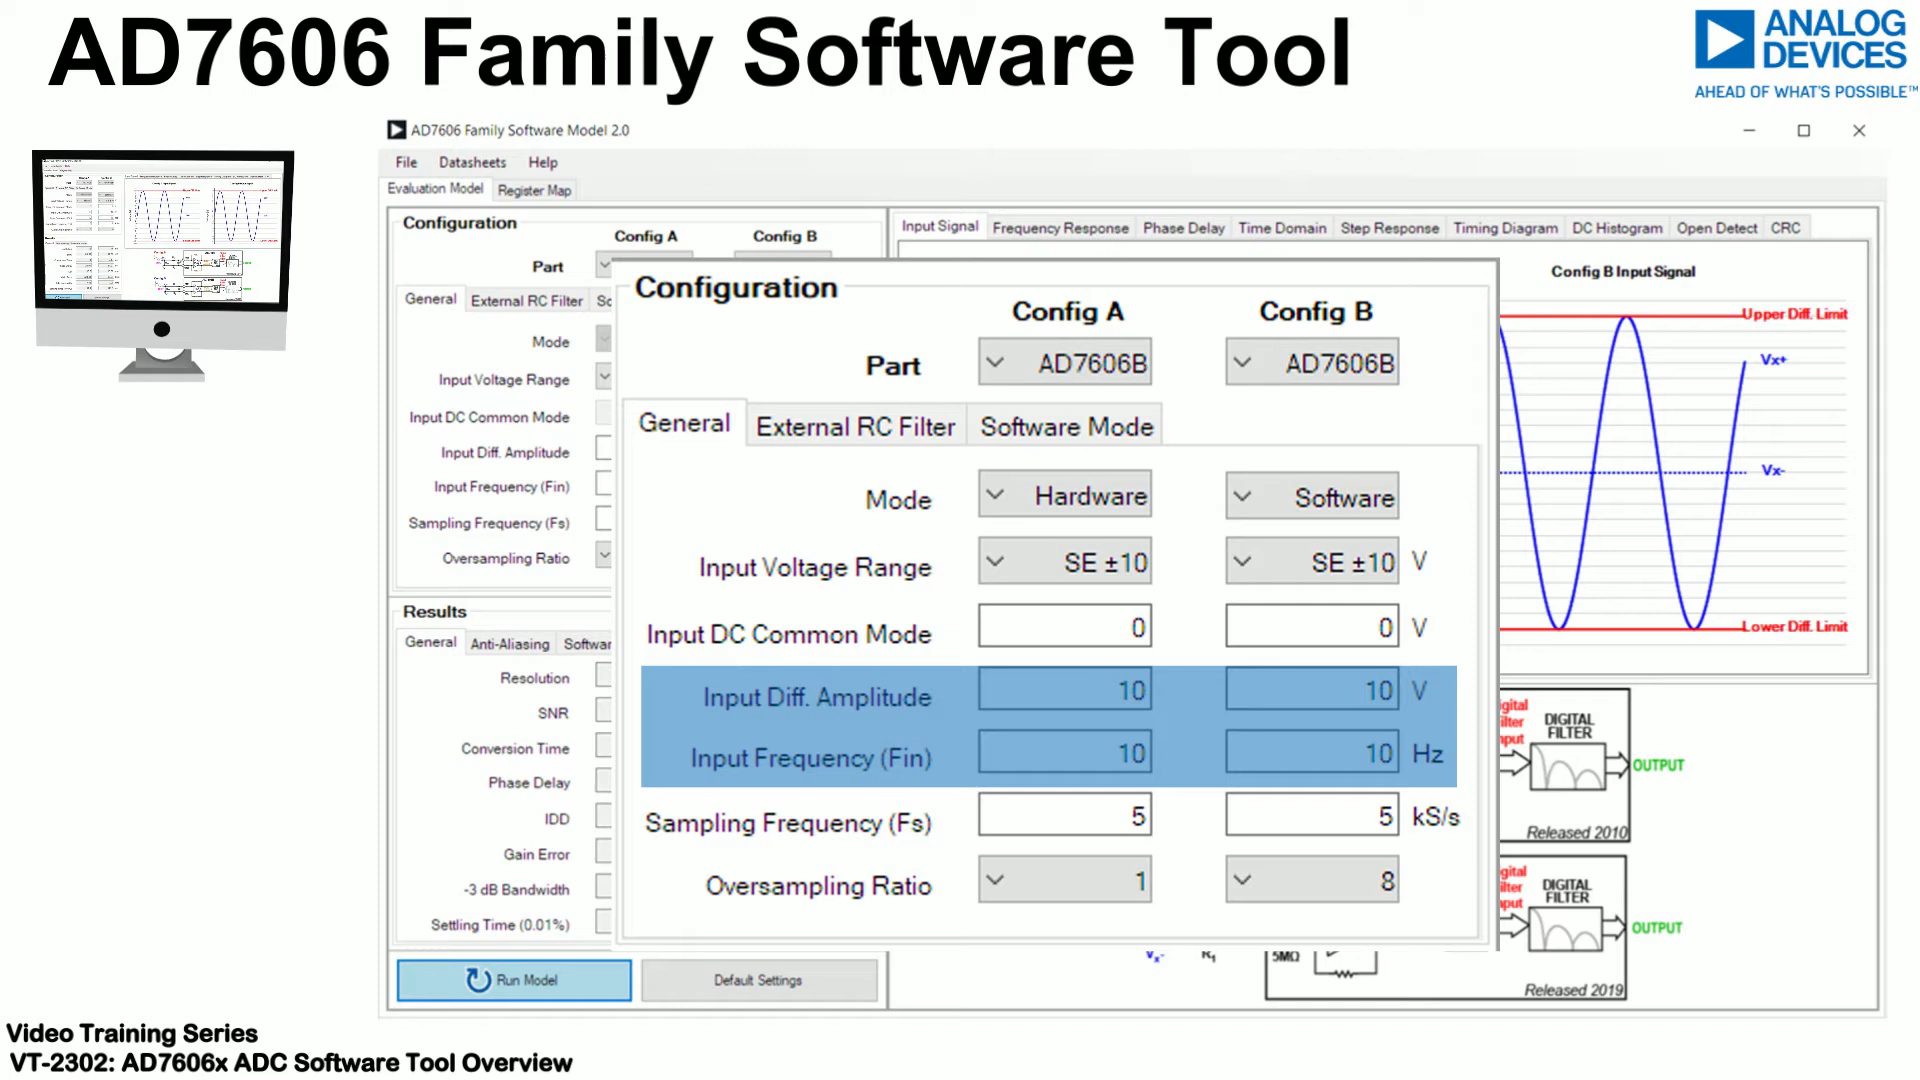 AD7606 Family Software Tool
ANALOG
DEVICES
AHEAD OF WHAT'S POSSIBLE™
AD7606 Family Software Model 2.0
File Datasheets Help
Evaluation Model Register Map
Configuration
Config A Config B
Part
General External RC Filter
Mode
Input Voltage Range
Input DC Common Mode
Input Diff. Amplitude
Input Frequency (Fin)
Sampling Frequency (Fs)
Oversampling Ratio
Results
General Anti-Aliasing
Resolution
SNR
Conversion Time
Phase Delay
IDD
Gain Error
-3 dB Bandwidth
Settling Time (0.01%)
Run Model Default Settings
Configuration
Config A Config B
Part AD7606B AD7606B
General External RC Filter Software Mode
Mode Hardware Software
Input Voltage Range SE ±10 SE ±10 V
Input DC Common Mode 0 0 V
Input Diff. Amplitude 10 10 V
Input Frequency (Fin) 10 10 Hz
Sampling Frequency (Fs) 5 5 kS/s
Oversampling Ratio 1 8
Input Signal Frequency Response Phase Delay Time Domain Step Response Timing Diagram DC Histogram Open Detect CRC
Config B Input Signal
Upper Diff. Limit
Vx+
Vx-
Lower Diff. Limit
DIGITAL
FILTER
OUTPUT
Released 2010
DIGITAL
FILTER
OUTPUT
Vx- R1 5MΩ
Released 2019
Video Training Series
VT-2302: AD7606x ADC Software Tool Overview